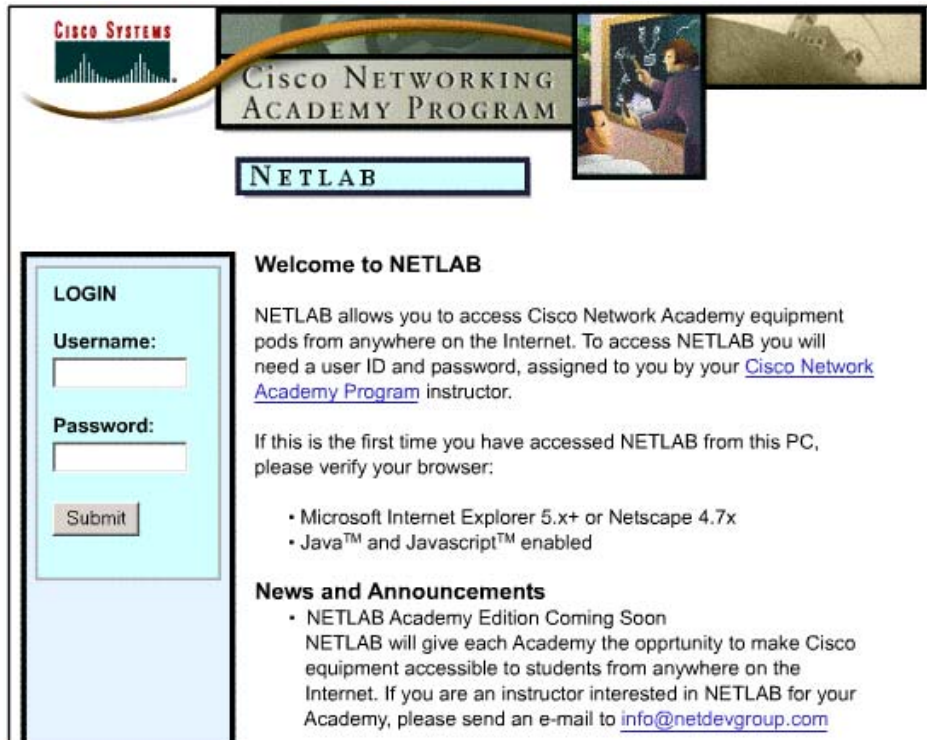 CISCO SYSTEMS
CISCO NETWORKING
ACADEMY PROGRAM
NETLAB
LOGIN
Username:
Password:
Submit
Welcome to NETLAB
NETLAB allows you to access Cisco Network Academy equipment
pods from anywhere on the Internet. To access NETLAB you will
need a user ID and password, assigned to you by your Cisco Network
Academy Program instructor.
If this is the first time you have accessed NETLAB from this PC,
please verify your browser:
• Microsoft Internet Explorer 5.x+ or Netscape 4.7x
• Java™ and Javascript™ enabled
News and Announcements
• NETLAB Academy Edition Coming Soon
NETLAB will give each Academy the opprtunity to make Cisco
equipment accessible to students from anywhere on the
Internet. If you are an instructor interested in NETLAB for your
Academy, please send an e-mail to info@netdevgroup.com